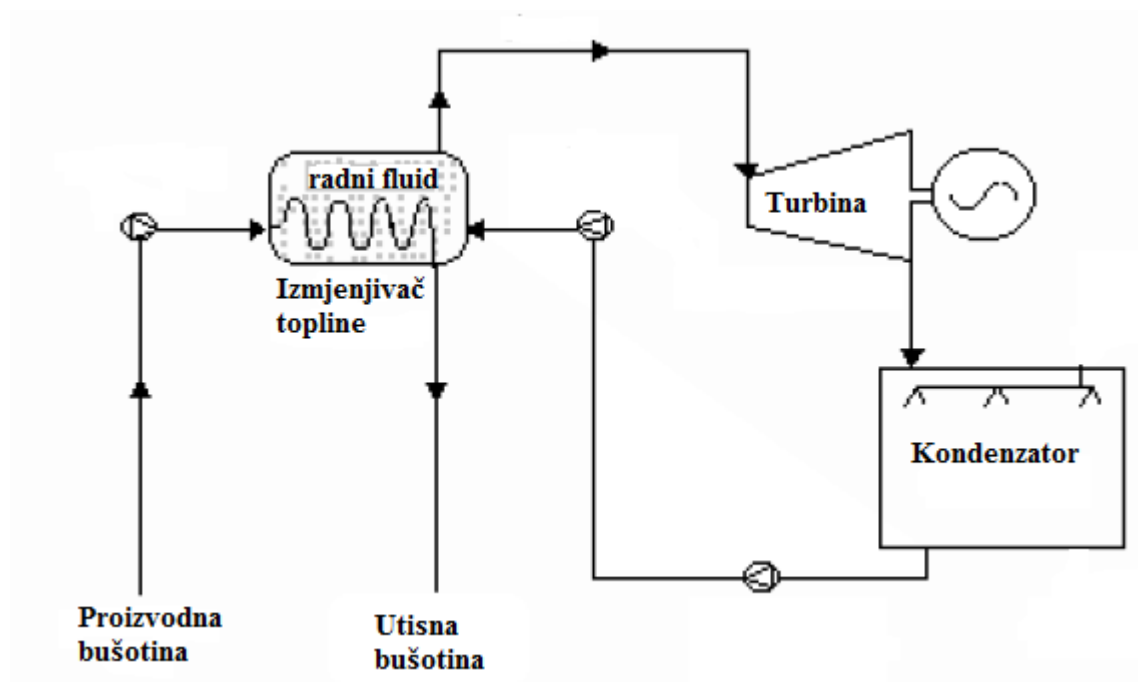 radni fluid
Turbina
Izmjenjivač
topline
Kondenzator
Proizvodna
bušotina
Utisna
bušotina